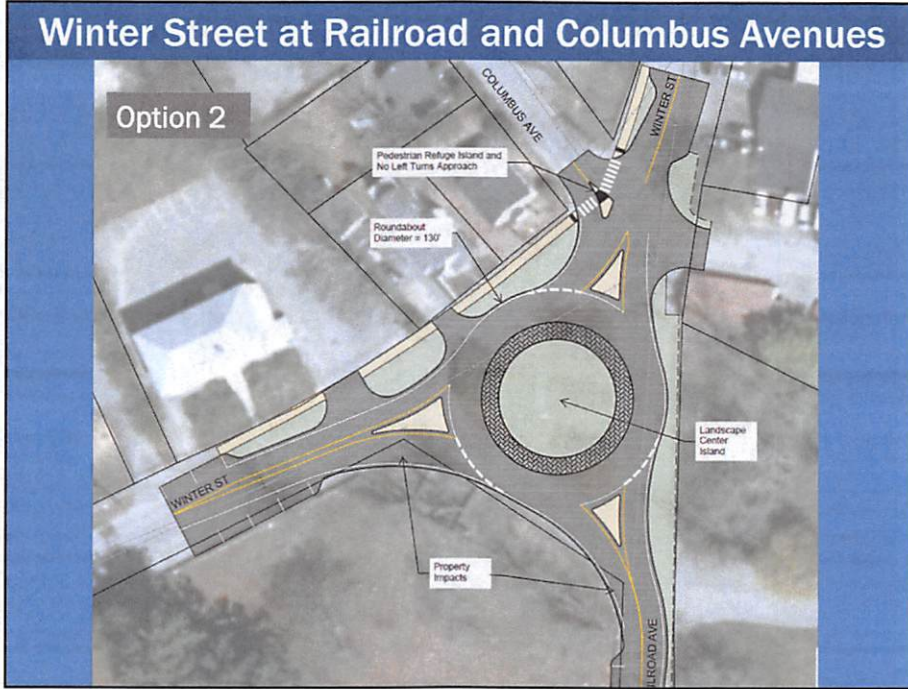 Winter Street at Railroad and Columbus Avenues
Option 2
COLUMBUS AVE
WINTER ST
Pedestrian Refuge Island and
No Left Turns Approach
Roundabout
Diameter = 130'
Landscape
Center
Island
WINTER ST
Property
Impacts
ILROAD AVE